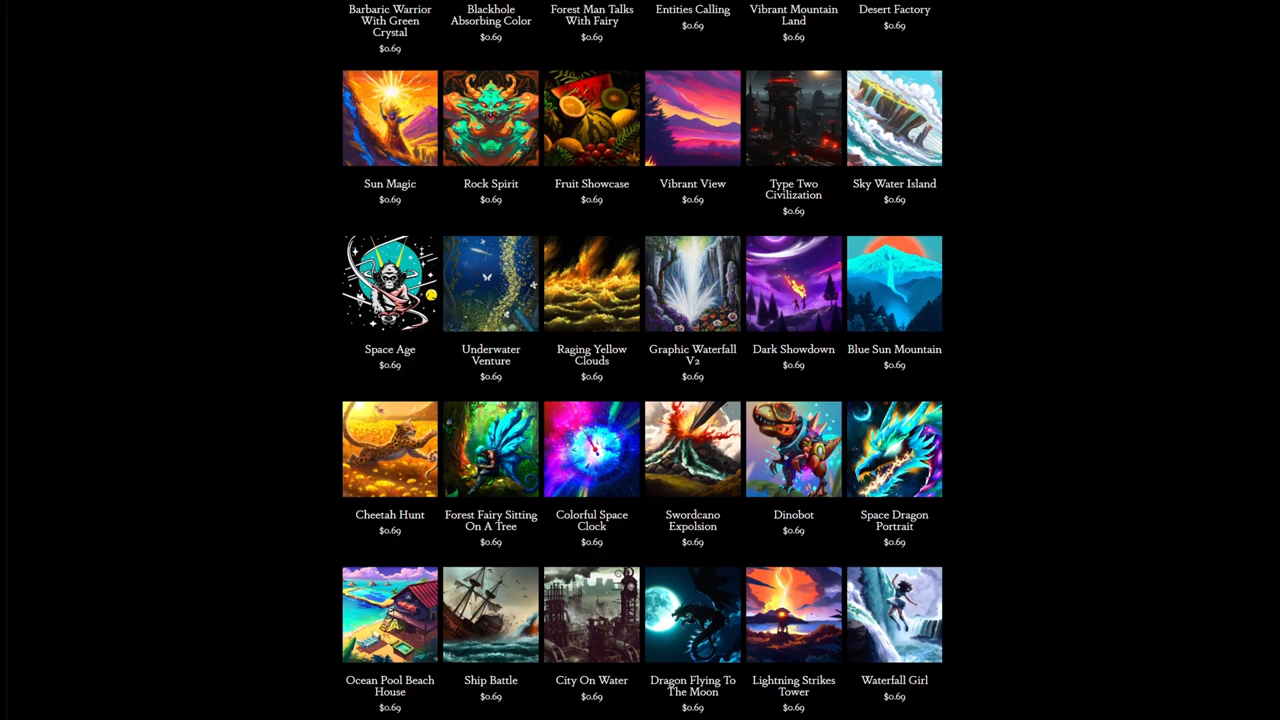 Barbaric Warrior
With Green
Crystal
$0.69
Blackhole
Absorbing Color
$0.69
Forest Man Talks
With Fairy
$0.69
Entities Calling
$0.69
Vibrant Mountain
Land
$0.69
Desert Factory
$0.69
Sun Magic
$0.69
Rock Spirit
$0.69
Fruit Showcase
$0.69
Vibrant View
$0.69
Type Two
Civilization
$0.69
Sky Water Island
$0.69
Space Age
$0.69
Underwater
Venture
$0.69
Raging Yellow
Clouds
$0.69
Graphic Waterfall
V2
$0.69
Dark Showdown
$0.69
Blue Sun Mountain
$0.69
Cheetah Hunt
$0.69
Forest Fairy Sitting
On A Tree
$0.69
Colorful Space
Clock
$0.69
Swordcano
Expolsion
$0.69
Dinobot
$0.69
Space Dragon
Portrait
$0.69
Ocean Pool Beach
House
$0.69
Ship Battle
$0.69
City On Water
$0.69
Dragon Flying To
The Moon
$0.69
Lightning Strikes
Tower
$0.69
Waterfall Girl
$0.69